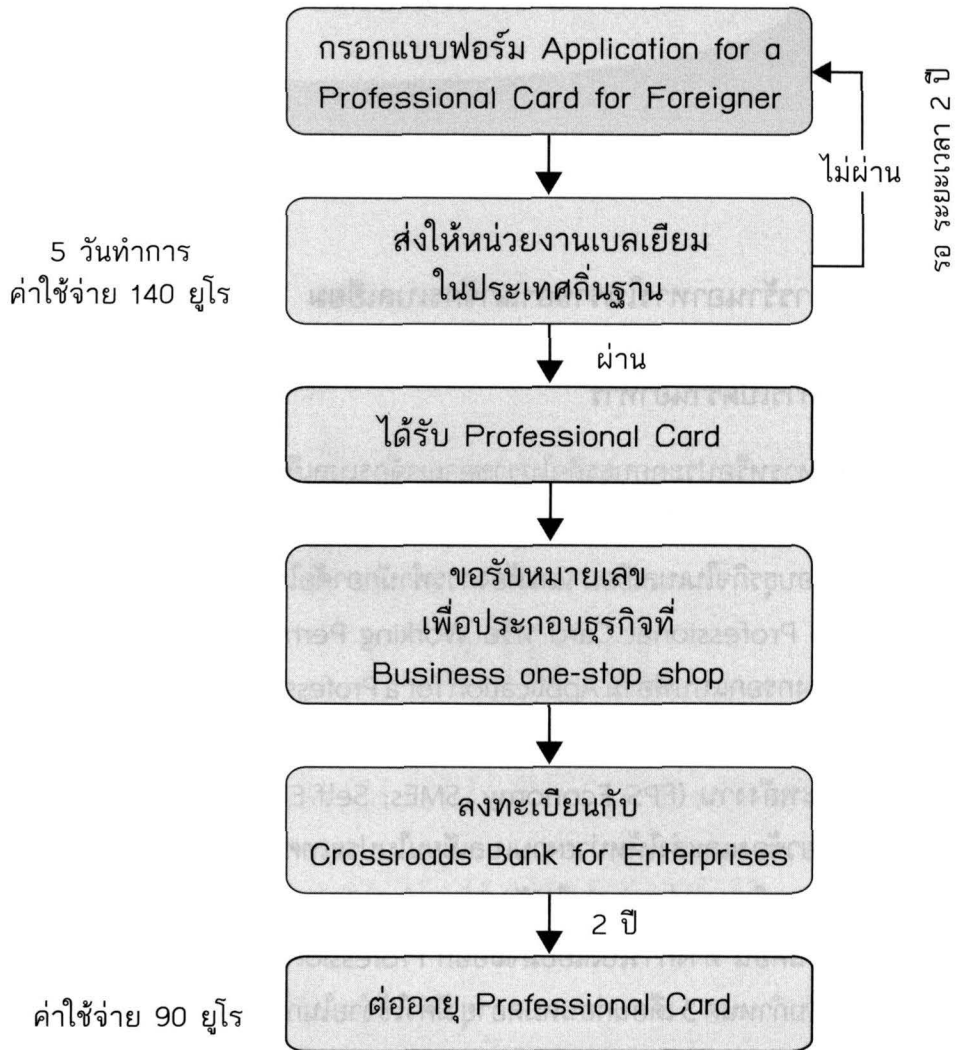 กรอกแบบฟอร์ม Application for a
Professional Card for Foreigner
ไม่ผ่าน
รอ ระยะเวลา 2 ปี
5 วันทำการ
ค่าใช้จ่าย 140 ยูโร
ส่งให้หน่วยงานเบลเยียม
ในประเทศถิ่นฐาน
ผ่าน
ได้รับ Professional Card
ขอรับหมายเลข
เพื่อประกอบธุรกิจที่
Business one-stop shop
ลงทะเบียนกับ
Crossroads Bank for Enterprises
2 ปี
ค่าใช้จ่าย 90 ยูโร
ต่ออายุ Professional Card